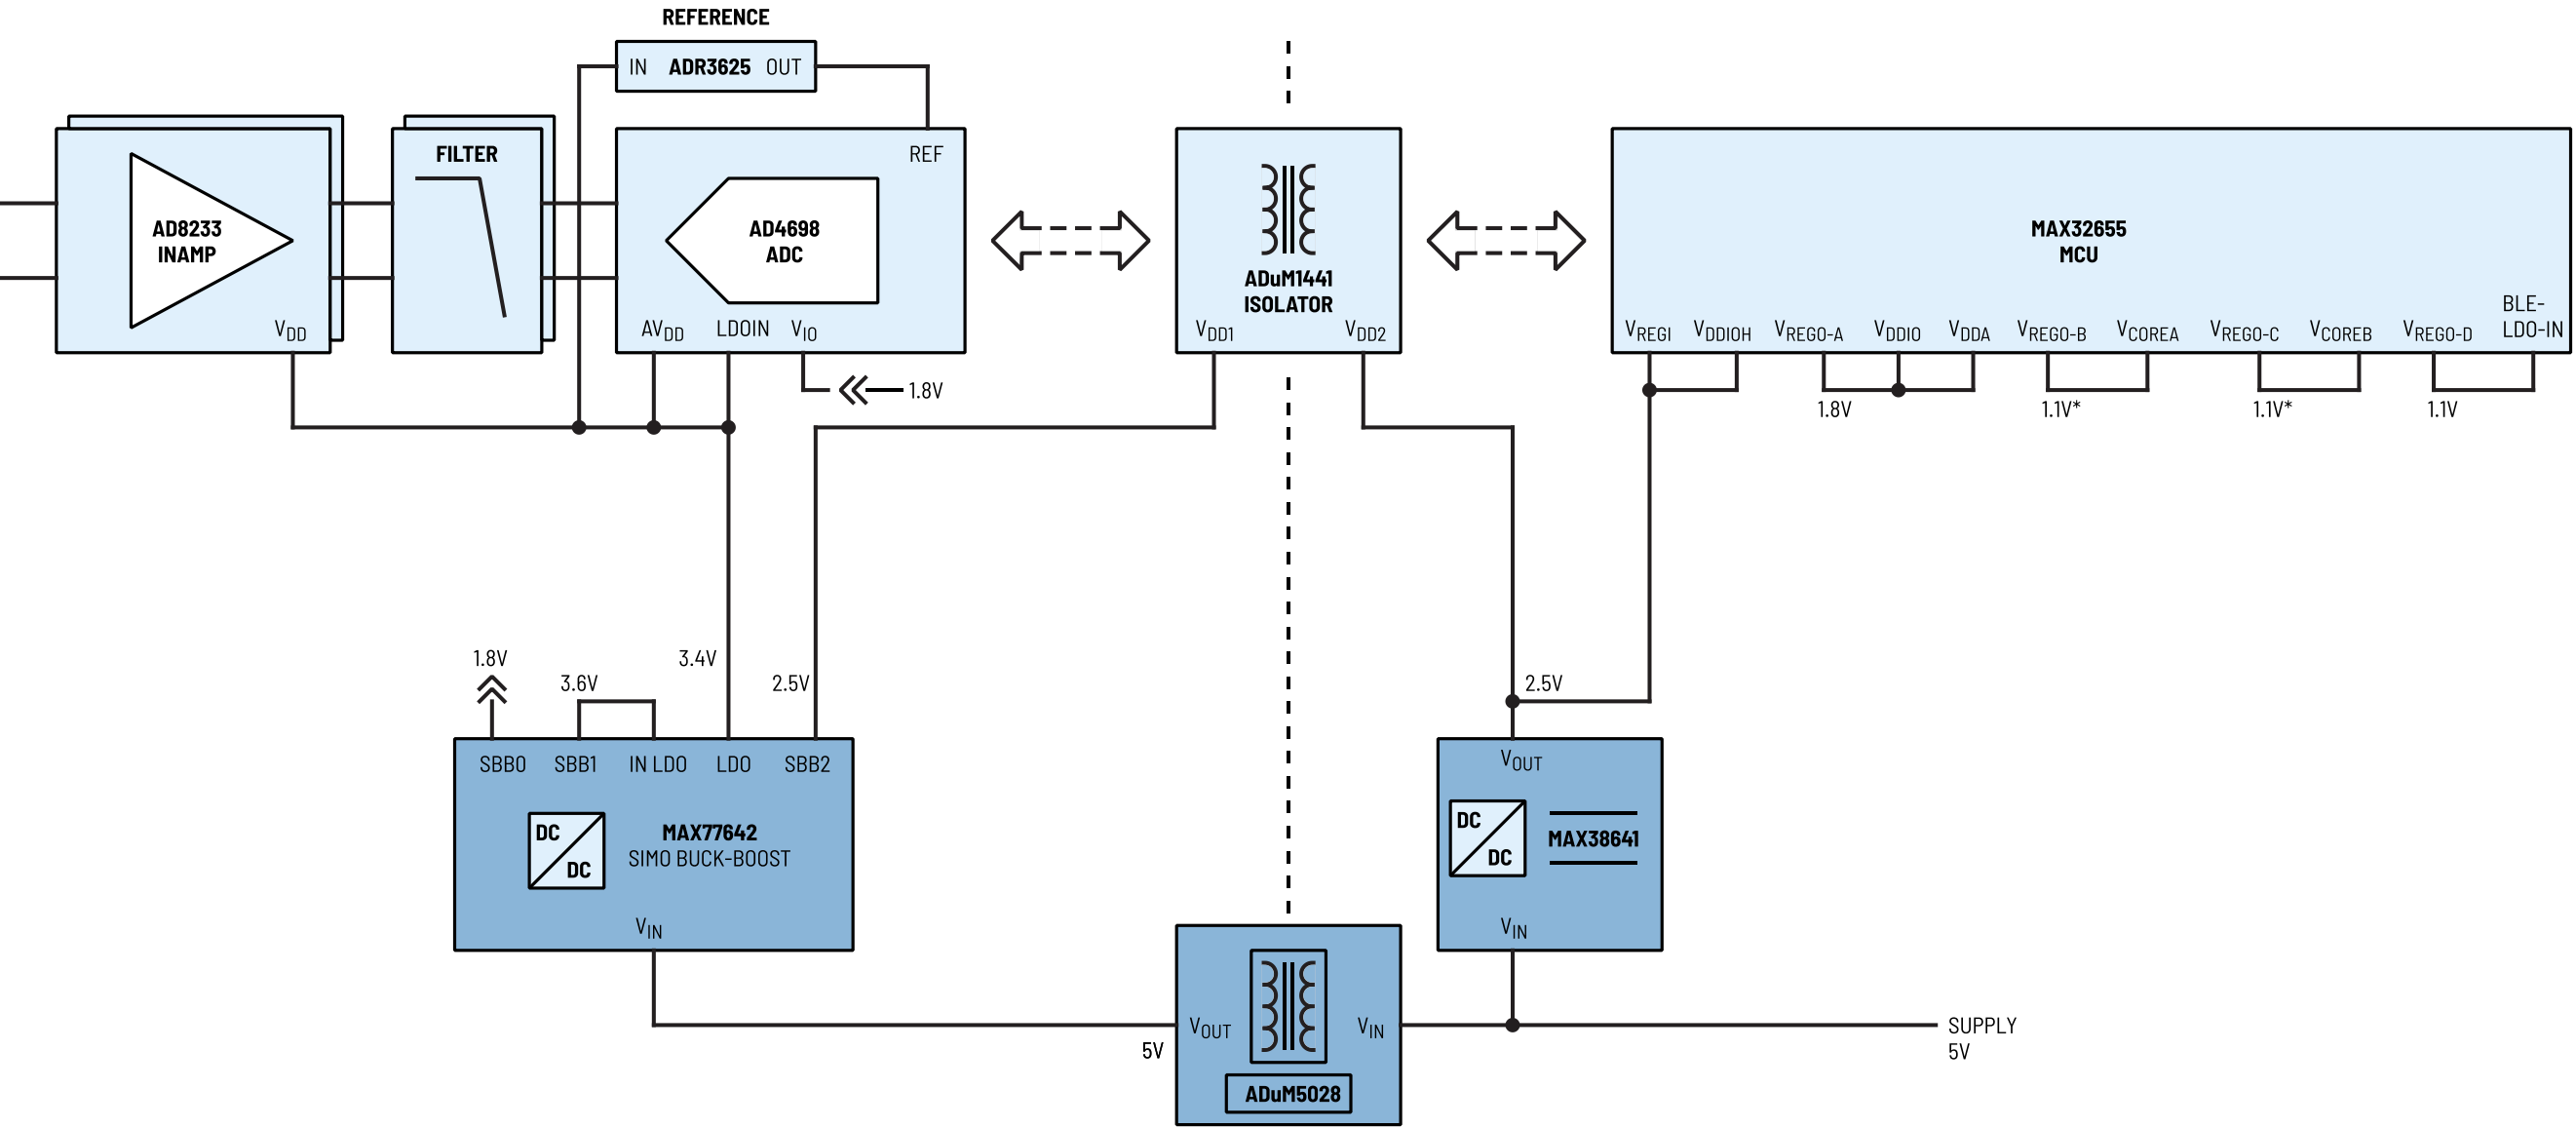 REFERENCE
IN ADR3625 OUT
AD8233
INAMP
VDD
FILTER
REF
AD4698
ADC
AVDD LDOIN VIO
1.8V
ADuM1441
ISOLATOR
VDD1 VDD2
MAX32655
MCU
VREGI VDDIOH VREGO-A VDDIO VDDA VREGO-B VCOREA VREGO-C VCOREB VREGO-D BLE-
LDO-IN
1.8V 1.1V* 1.1V* 1.1V
1.8V
3.6V
3.4V
2.5V
SBB0 SBB1 IN LDO LDO SBB2
DC
DC
MAX77642
SIMO BUCK-BOOST
VIN
2.5V
VOUT
DC
DC
MAX38641
VIN
VOUT VIN
5V
ADuM5028
SUPPLY
5V